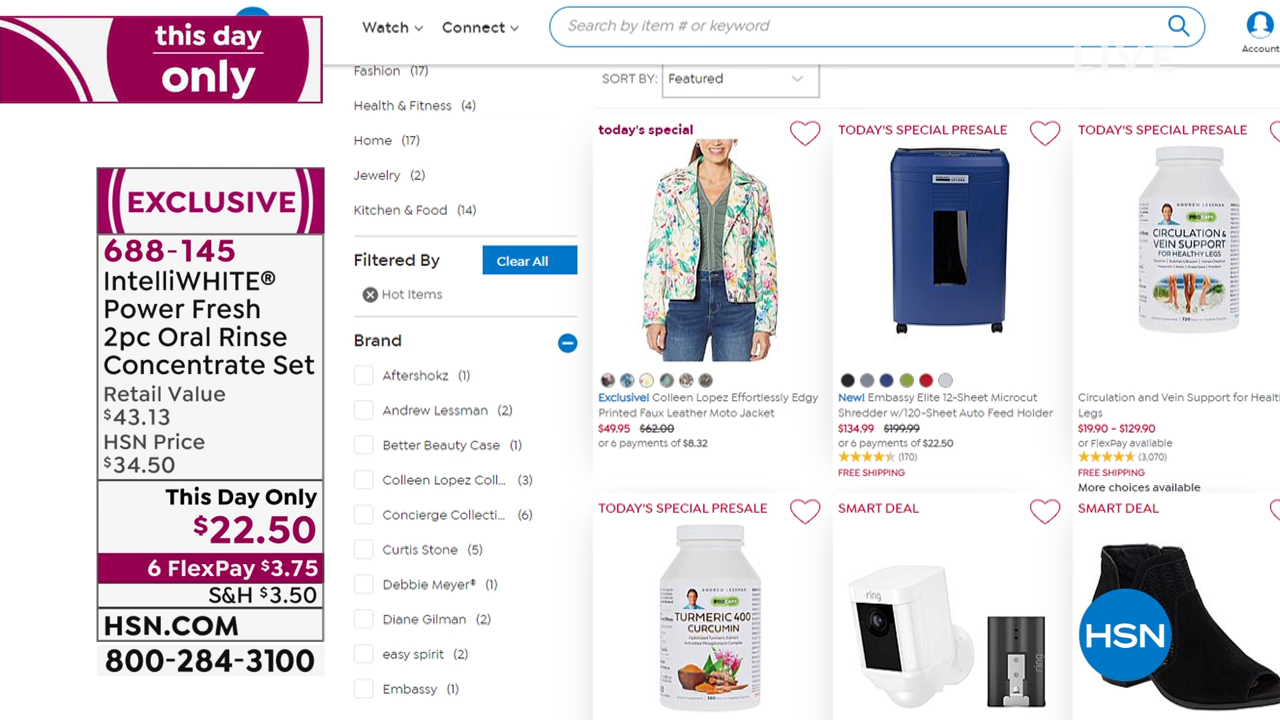 this day
only
EXCLUSIVE
688-145
IntelliWHITE®
Power Fresh
2pc Oral Rinse
Concentrate Set
Retail Value
$43.13
HSN Price
$34.50
This Day Only
$22.50
6 FlexPay $3.75
S&H $3.50
HSN.COM
800-284-3100
Watch
Connect
Search by item # or keyword
Account
LIVE
Fashion (17)
Health & Fitness (4)
Home (17)
Jewelry (2)
Kitchen & Food (14)
Filtered By
Clear All
Hot Items
Brand
Aftershokz (1)
Andrew Lessman (2)
Better Beauty Case (1)
Colleen Lopez Coll... (3)
Concierge Collecti... (6)
Curtis Stone (5)
Debbie Meyer® (1)
Diane Gilman (2)
easy spirit (2)
Embassy (1)
SORT BY: Featured
today's special
Exclusive! Colleen Lopez Effortlessly Edgy
Printed Faux Leather Moto Jacket
$49.95 $62.00
or 6 payments of $8.32
TODAY'S SPECIAL PRESALE
New! Embassy Elite 12-Sheet Microcut
Shredder w/120-Sheet Auto Feed Holder
$134.99 $199.99
or 6 payments of $22.50
(170)
FREE SHIPPING
TODAY'S SPECIAL PRESALE
ANDREW LESSMAN
PROCAPS
CIRCULATION &
VEIN SUPPORT
FOR HEALTHY LEGS
Circulation and Vein Support for Healt
Legs
$19.90 - $129.90
or FlexPay available
(3,070)
FREE SHIPPING
More choices available
TODAY'S SPECIAL PRESALE
ANDREW LESSMAN
PROCAPS
TURMERIC 400
CURCUMIN
SMART DEAL
ring
ring
SMART DEAL
HSN